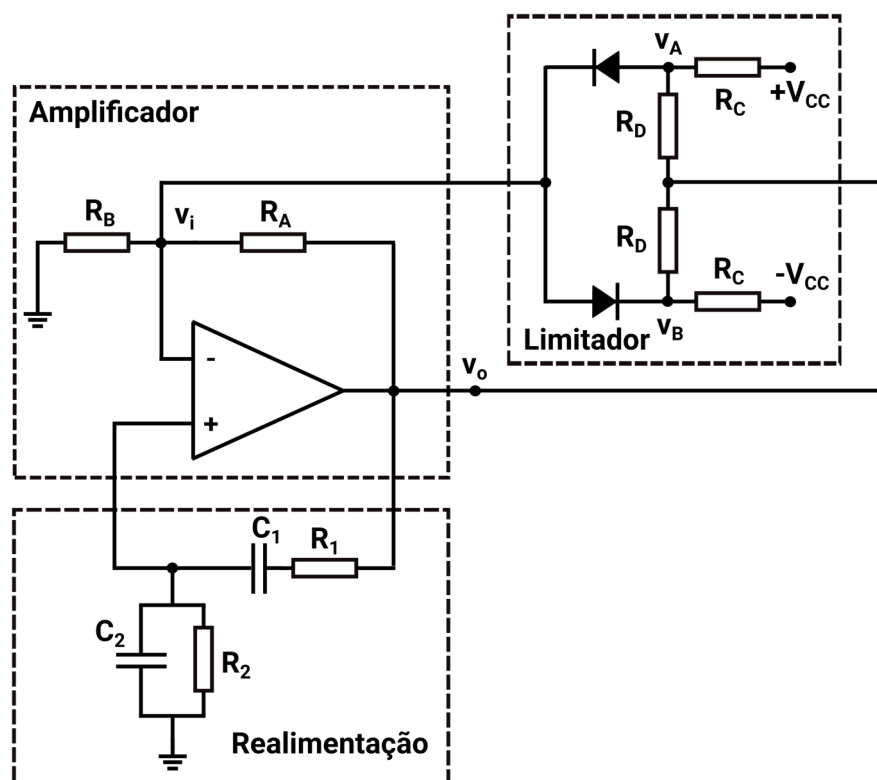 Amplificador
R_B
v_i
R_A
-
+
v_o
v_A
R_C
+V_CC
R_D
R_D
R_C
-V_CC
v_B
Limitador
C_1
R_1
C_2
R_2
Realimentação